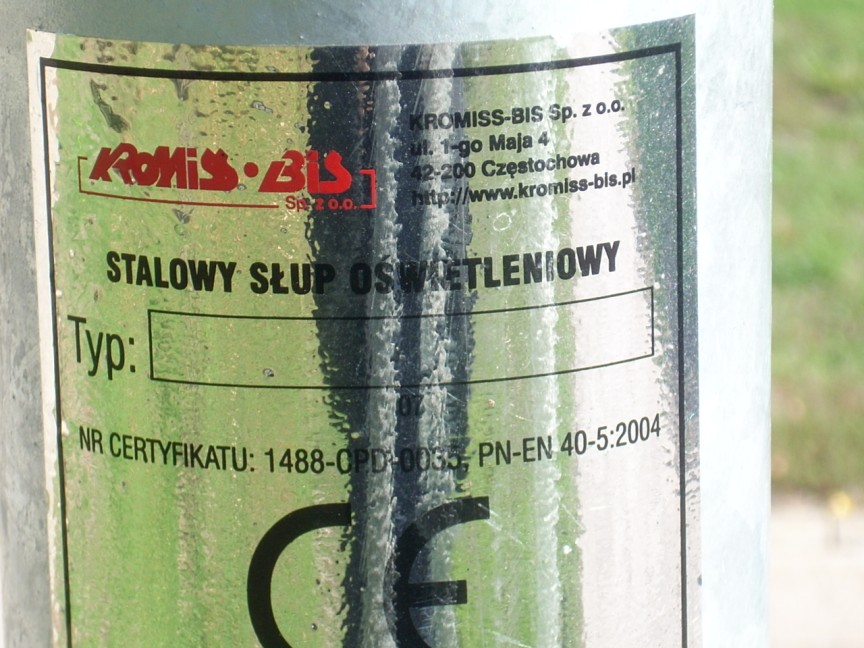 KROMISS-BIS
Sp. z o.o.
KROMISS-BIS Sp. z o.o.
ul. 1-go Maja 4
42-200 Częstochowa
http://www.kromiss-bis.pl
STALOWY SŁUP OŚWIETLENIOWY
Typ:
07
NR CERTYFIKATU: 1488-CPD-0035, PN-EN 40-5:2004
CE